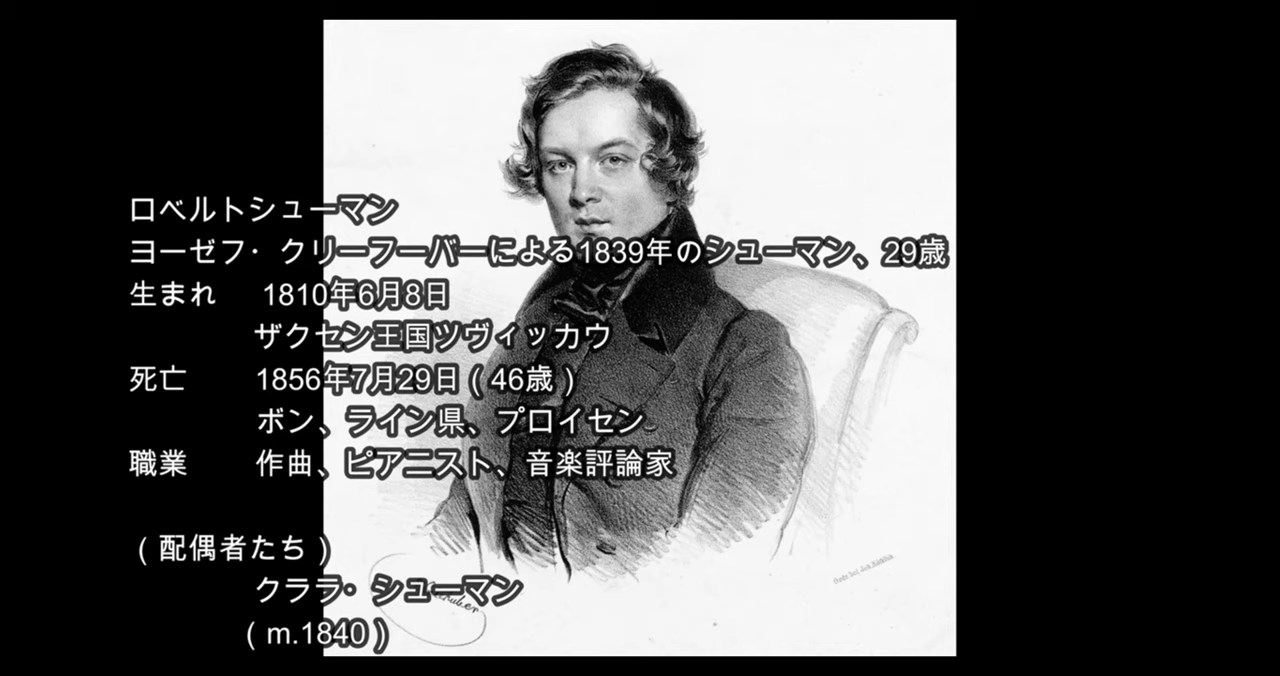 ロベルトシューマン
ヨーゼフ・クリーフーバーによる1839年のシューマン、29歳
生まれ 1810年6月8日
ザクセン王国ツヴィッカウ
死亡 1856年7月29日(46歳)
ボン、ライン県、プロイセン
職業 作曲、ピアニスト、音楽評論家
(配偶者たち)
クララ・シューマン
(m.1840)